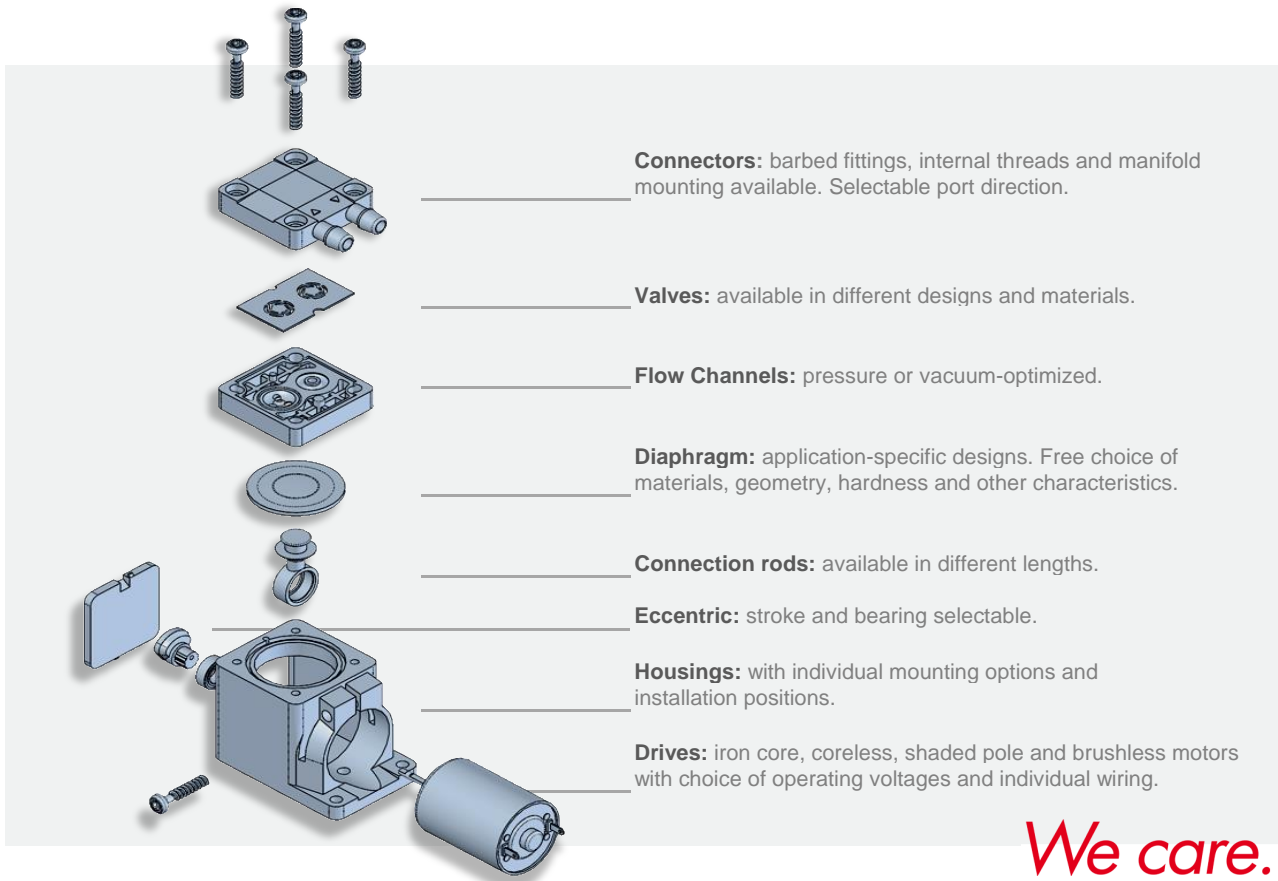 Connectors: barbed fittings, internal threads and manifold
mounting available. Selectable port direction.
Valves: available in different designs and materials.
Flow Channels: pressure or vacuum-optimized.
Diaphragm: application-specific designs. Free choice of
materials, geometry, hardness and other characteristics.
Connection rods: available in different lengths.
Eccentric: stroke and bearing selectable.
Housings: with individual mounting options and
installation positions.
Drives: iron core, coreless, shaded pole and brushless motors
with choice of operating voltages and individual wiring.
We care.